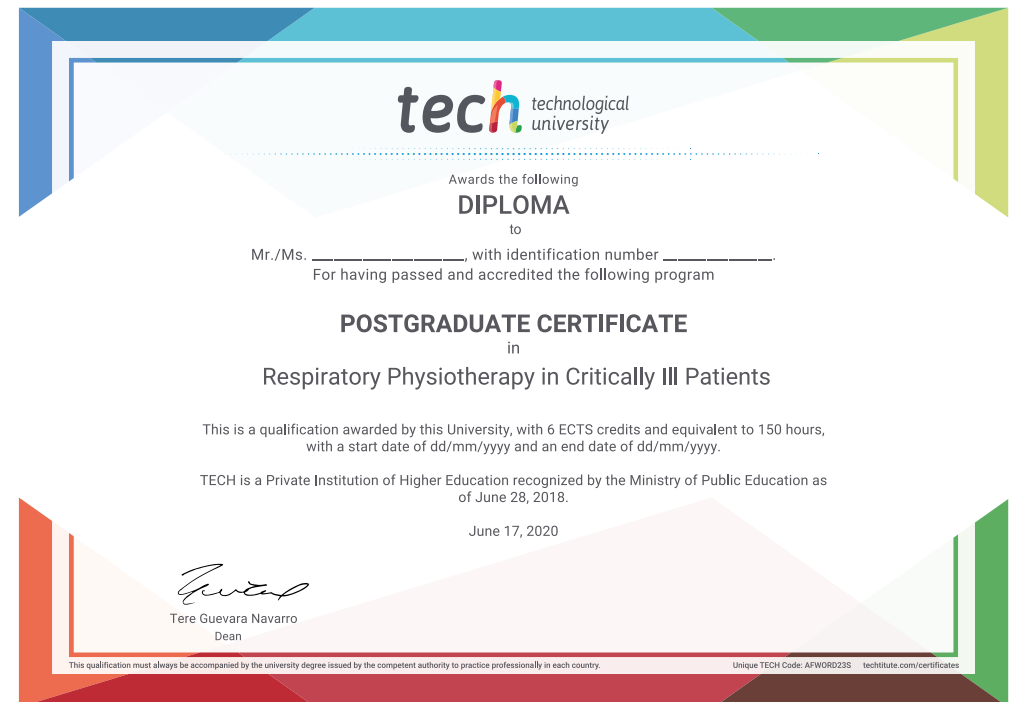 tech technological
university
Awards the following
DIPLOMA
to
Mr./Ms. ____________________, with identification number ______________.
For having passed and accredited the following program
POSTGRADUATE CERTIFICATE
in
Respiratory Physiotherapy in Critically Ill Patients
This is a qualification awarded by this University, with 6 ECTS credits and equivalent to 150 hours,
with a start date of dd/mm/yyyy and an end date of dd/mm/yyyy.
TECH is a Private Institution of Higher Education recognized by the Ministry of Public Education as
of June 28, 2018.
June 17, 2020
Tere Guevara Navarro
Dean
This qualification must always be accompanied by the university degree issued by the competent authority to practice professionally in each country.
Unique TECH Code: AFWORD23S techtitute.com/certificates